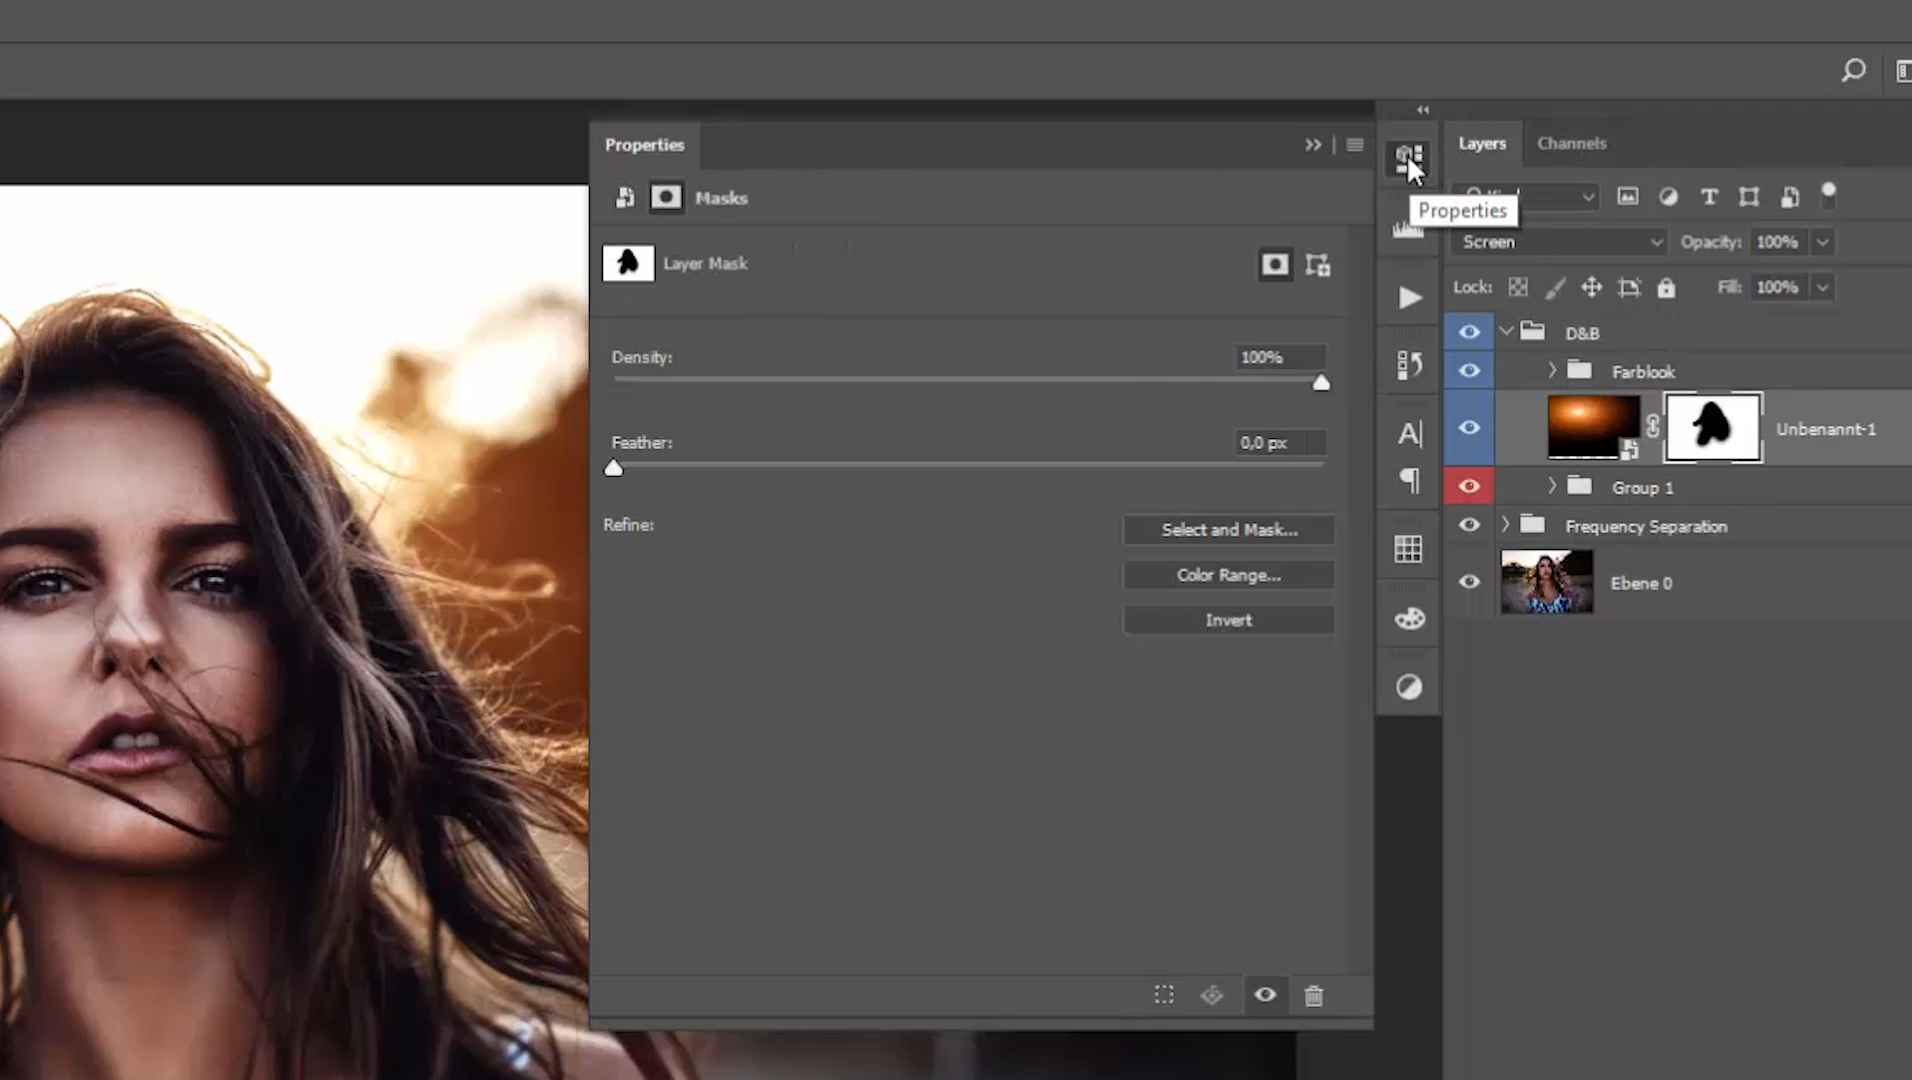 Properties
Masks
Layer Mask
Density:
100%
Feather:
0,0 px
Refine:
Select and Mask...
Color Range...
Invert
Layers
Channels
T
Properties
Screen
Opacity:
100%
Lock:
Fill:
100%
A
¶
D&B
Farblook
Unbenannt-1
Group 1
Frequency Separation
Ebene 0